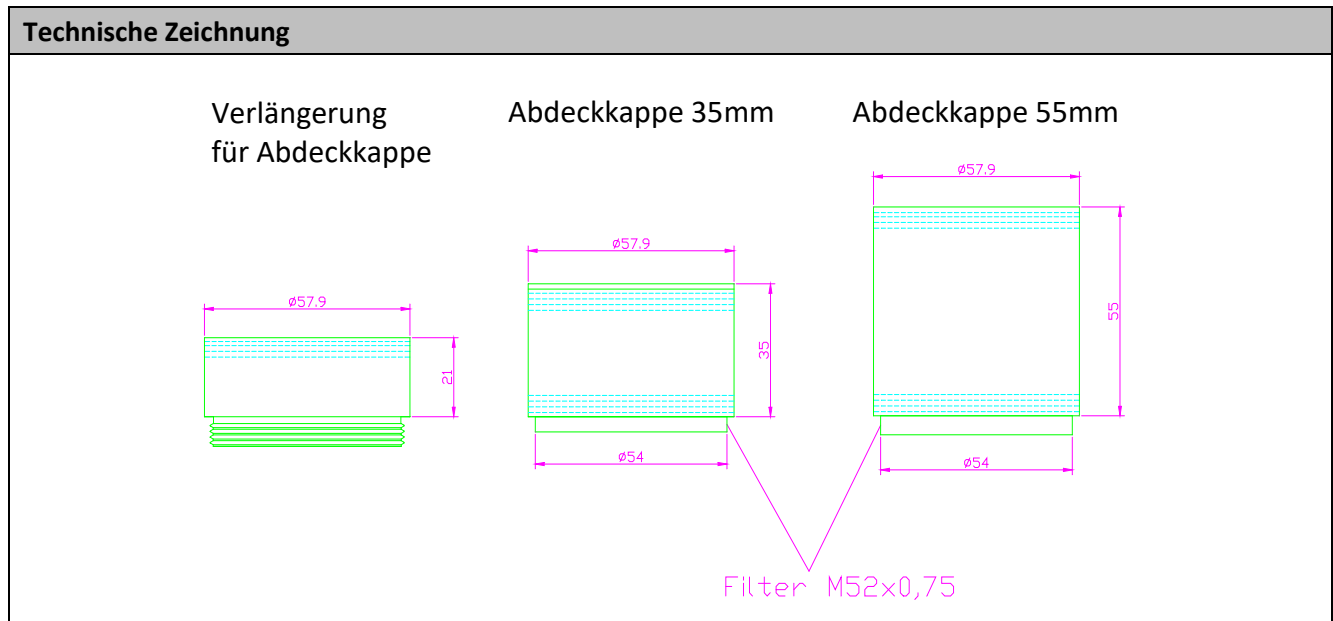 Technische Zeichnung
Verlängerung
für Abdeckkappe
Abdeckkappe 35mm
Abdeckkappe 55mm
ø57.9
21
ø57.9
35
ø54
ø57.9
55
ø54
Filter M52x0,75